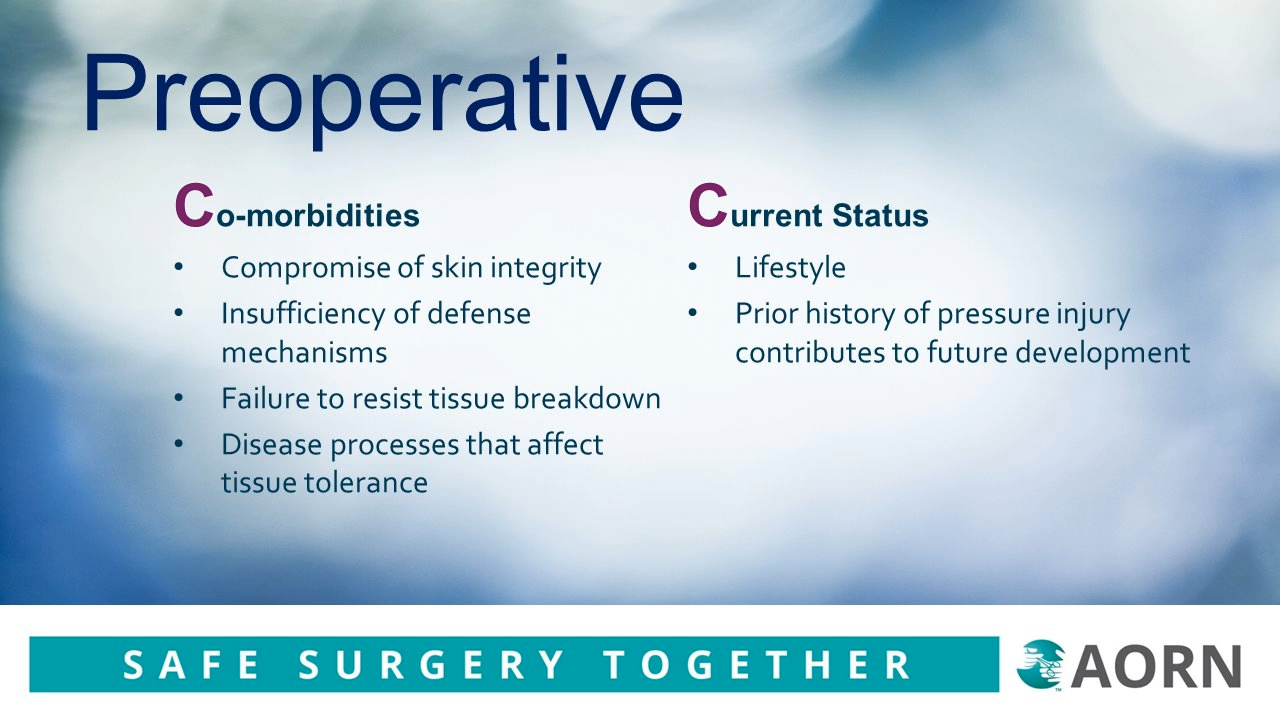 Preoperative
Co-morbidities
• Compromise of skin integrity
• Insufficiency of defense
mechanisms
• Failure to resist tissue breakdown
• Disease processes that affect
tissue tolerance
Current Status
• Lifestyle
• Prior history of pressure injury
contributes to future development
SAFE SURGERY TOGETHER
AORN
TM